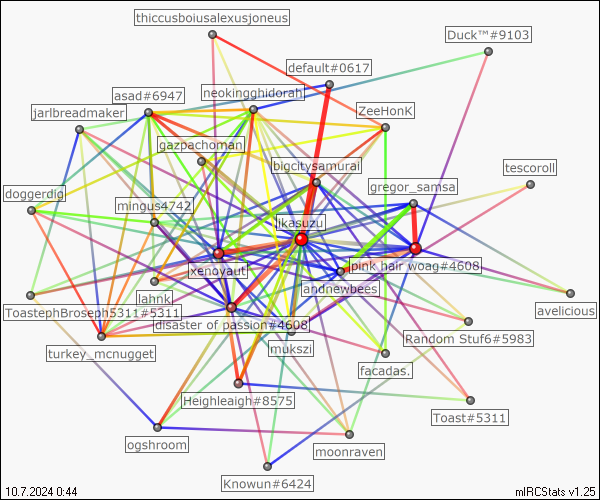 thiccusboiusalexusjoneus
Duck™#9103
default#0617
asad#6947
neokingghidorah
jarlbreadmaker
ZeeHonK
gazpachoman
bigcitysamurai
tescoroll
gregor_samsa
doggerdig
mingus4742
jkasuzu
xenoyaut
pink hair woag#4608
andnewbees
lahnk
ToastephBroseph5311#5311
avelicious
disaster of passion#4608
Random Stuf6#5983
mukszi
turkey_mcnugget
facadas.
Heighleaigh#8575
Toast#5311
ogshroom
moonraven
Knowun#6424
10.7.2024 0:44
mIRCStats v1.25